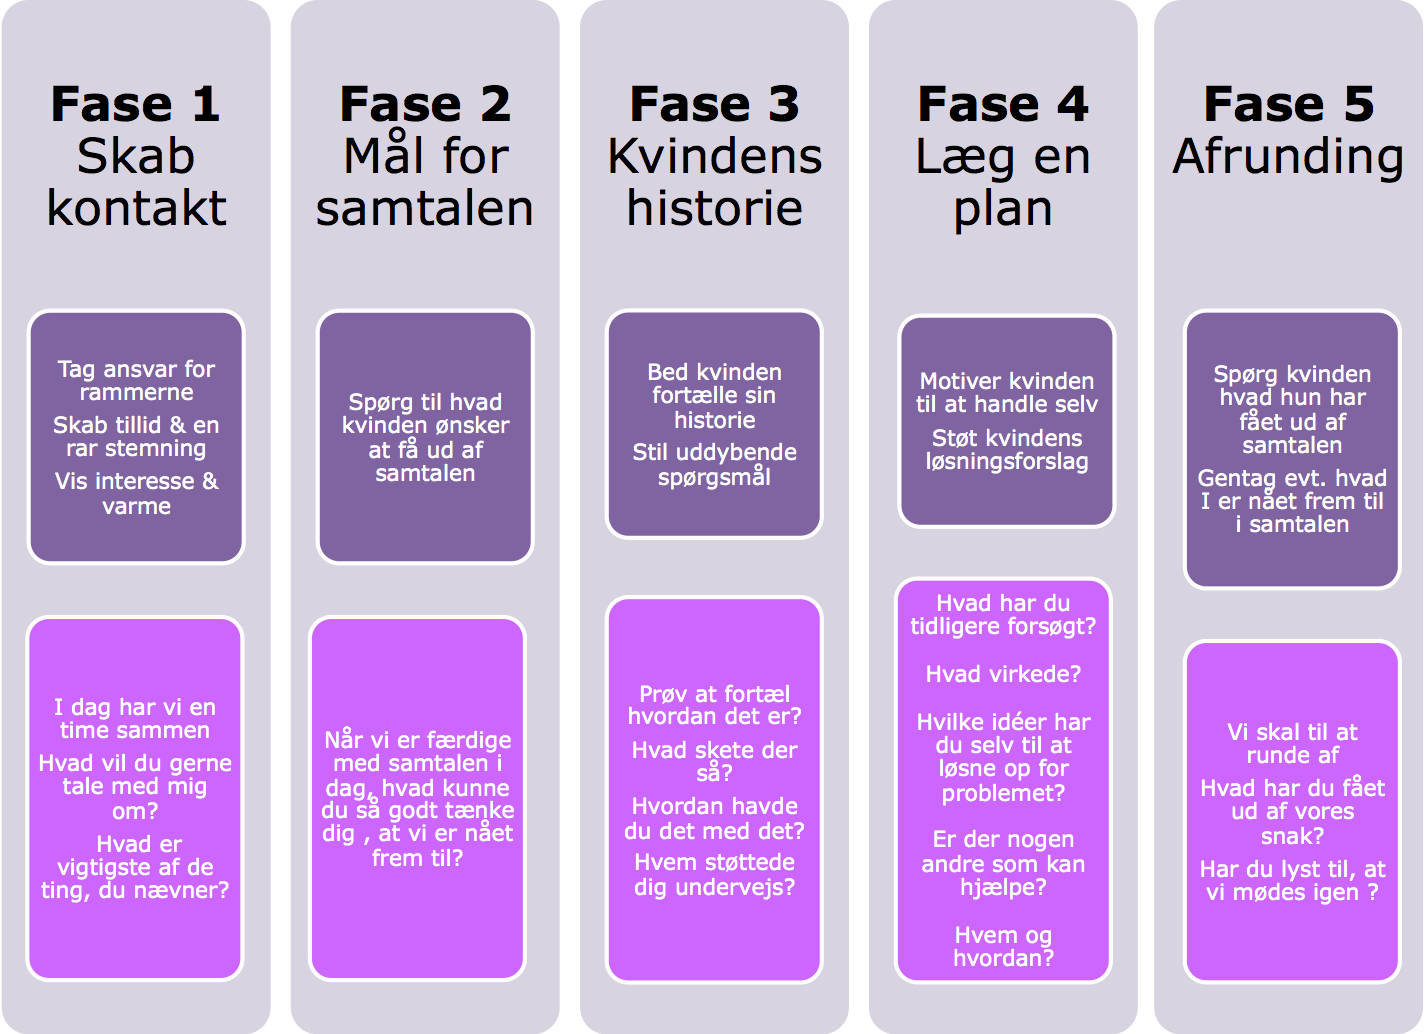 Fase 1
Skab
kontakt
Tag ansvar for
rammerne
Skab tillid & en
rar stemning
Vis interesse &
varme
I dag har vi en
time sammen
Hvad vil du gerne
tale med mig
om?
Hvad er
vigtigste af de
ting, du nævner?
Fase 2
Mål for
samtalen
Spørg til hvad
kvinden ønsker
at få ud af
samtalen
Når vi er færdige
med samtalen i
dag, hvad kunne
du så godt tænke
dig , at vi er nået
frem til?
Fase 3
Kvindens
historie
Bed kvinden
fortælle sin
historie
Stil uddybende
spørgsmål
Prøv at fortæl
hvordan det er?
Hvad skete der
så?
Hvordan havde
du det med det?
Hvem støttede
dig undervejs?
Fase 4
Læg en
plan
Motiver kvinden
til at handle selv
Støt kvindens
løsningsforslag
Hvad har du
tidligere forsøgt?
Hvad virkede?
Hvilke idéer har
du selv til at
løsne op for
problemet?
Er der nogen
andre som kan
hjælpe?
Hvem og
hvordan?
Fase 5
Afrunding
Spørg kvinden
hvad hun har
fået ud af
samtalen
Gentag evt. hvad
I er nået frem til
i samtalen
Vi skal til at
runde af
Hvad har du fået
ud af vores
snak?
Har du lyst til, at
vi mødes igen ?